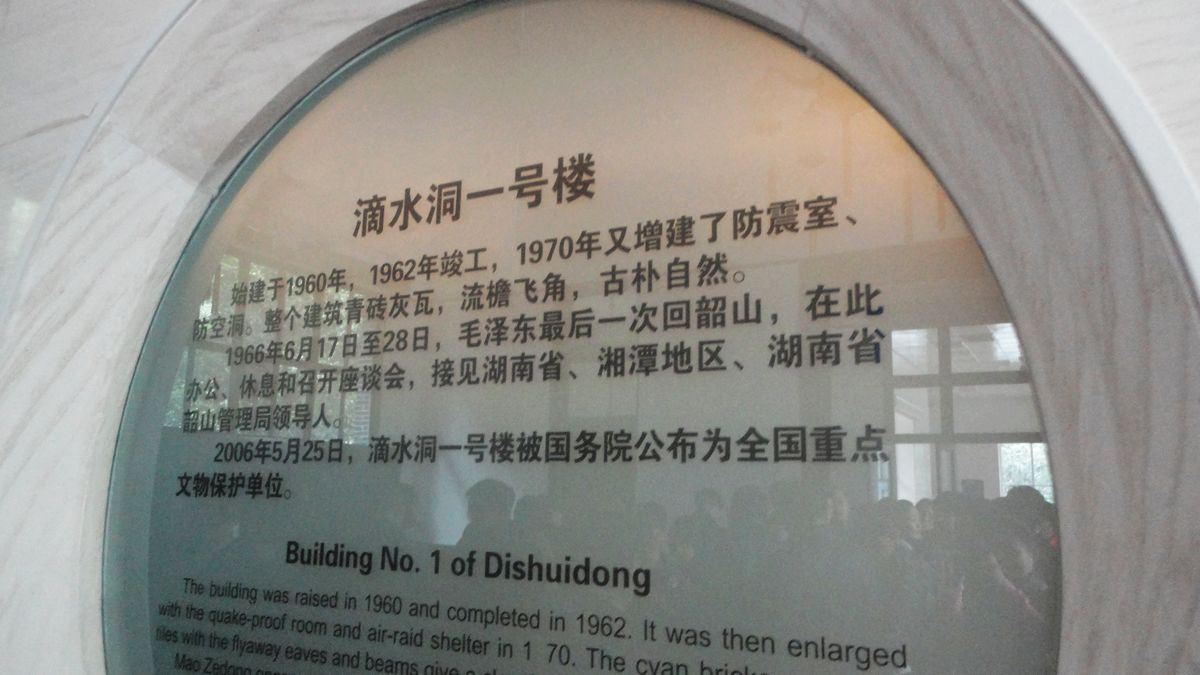 滴水洞一号楼
始建于1960年，1962年竣工，1970年又增建了防震室、
防空洞。整个建筑青砖灰瓦，流檐飞角，古朴自然。
1966年6月17日至28日，毛泽东最后一次回韶山，在此
办公、休息和召开座谈会，接见湖南省、湘潭地区、湖南省
韶山管理局领导人。
2006年5月25日，滴水洞一号楼被国务院公布为全国重点
文物保护单位。
Building No. 1 of Dishuidong
The building was raised in 1960 and completed in 1962. It was then enlarged
with the quake-proof room and air-raid shelter in 1 70. The cyan bricks
tiles with the flyaway eaves and beams give a
Mao Zedong